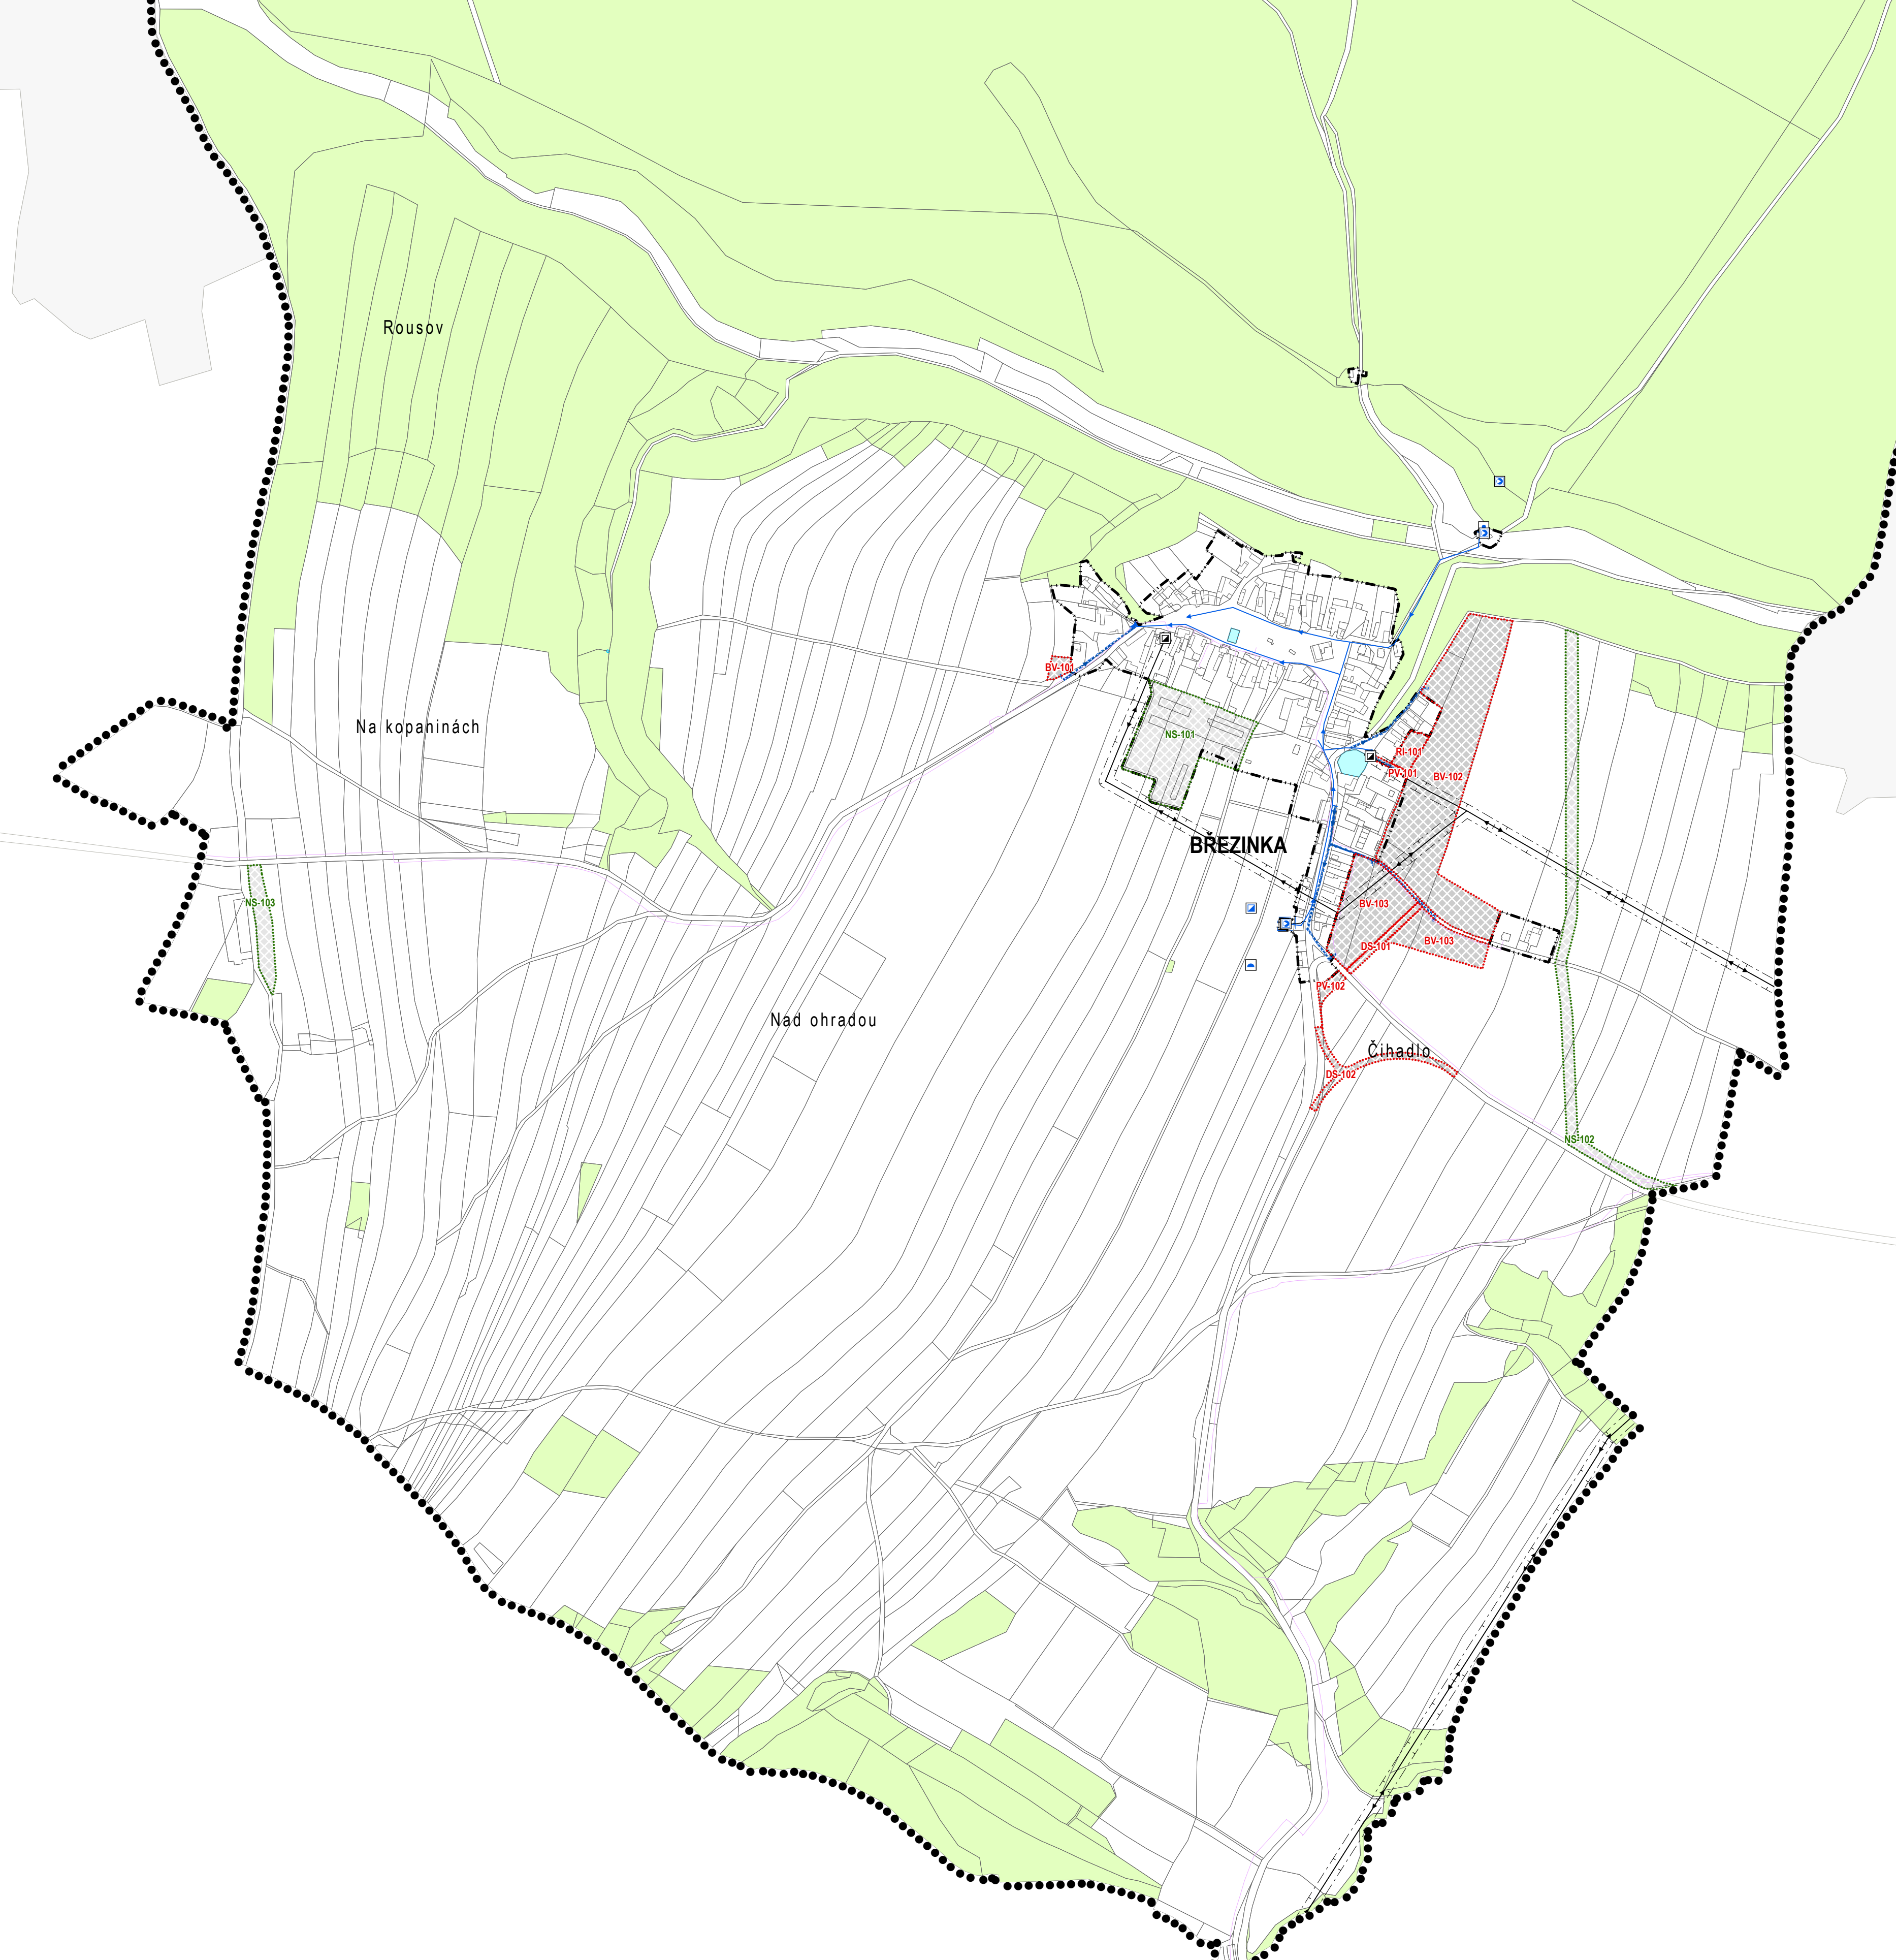 Rousov
BV-101
Na kopaninách
NS-101
RI-101
PV-101
BV-102
BŘEZINKA
NS-103
BV-103
BV-103
DS-101
PV-102
Nad ohradou
Čihadlo
DS-102
NS-102